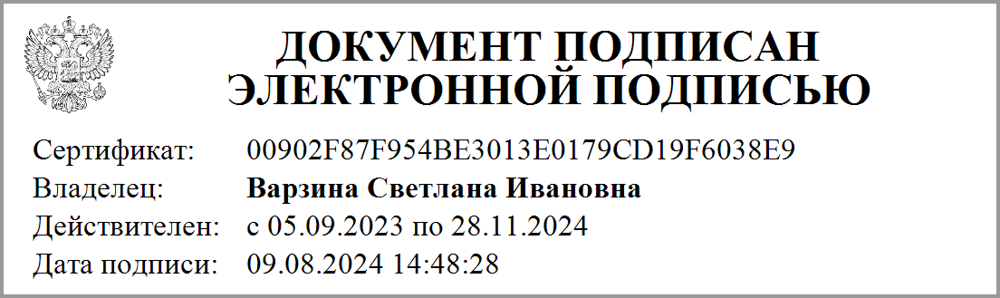 ДОКУМЕНТ ПОДПИСАН
ЭЛЕКТРОННОЙ ПОДПИСЬЮ
Сертификат: 00902F87F954BE3013E0179CD19F6038E9
Владелец: Варзина Светлана Ивановна
Действителен: с 05.09.2023 по 28.11.2024
Дата подписи: 09.08.2024 14:48:28